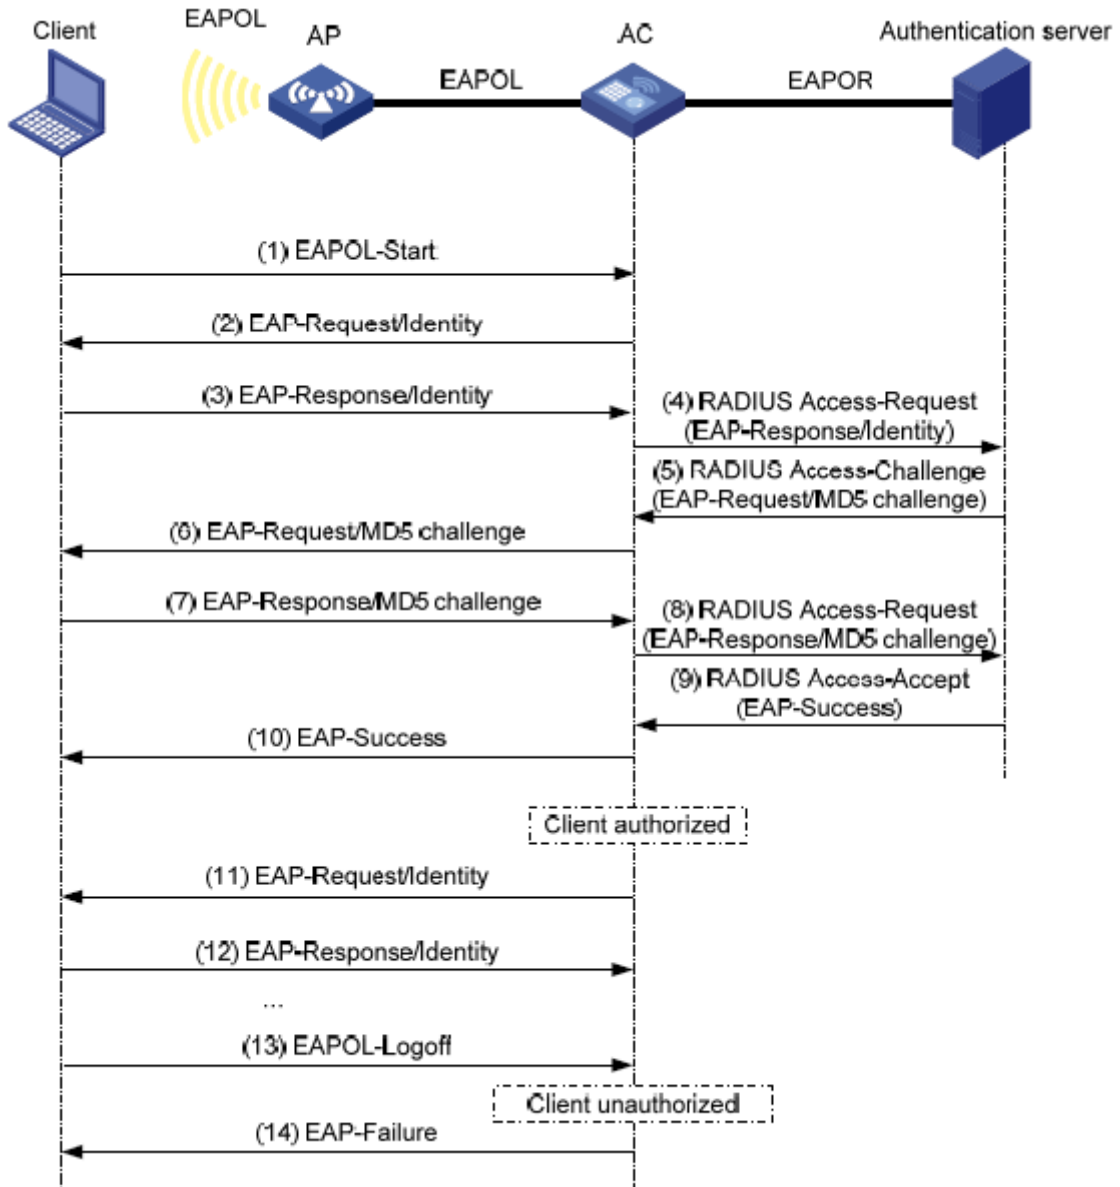 Client
EAPOL
AP
AC
Authentication server
EAPOL
EAPOR
(1) EAPOL-Start
(2) EAP-Request/Identity
(3) EAP-Response/Identity
(4) RADIUS Access-Request
(EAP-Response/Identity)
(5) RADIUS Access-Challenge
(EAP-Request/MD5 challenge)
(6) EAP-Request/MD5 challenge
(7) EAP-Response/MD5 challenge
(8) RADIUS Access-Request
(EAP-Response/MD5 challenge)
(9) RADIUS Access-Accept
(EAP-Success)
(10) EAP-Success
Client authorized
(11) EAP-Request/Identity
(12) EAP-Response/Identity
...
(13) EAPOL-Logoff
Client unauthorized
(14) EAP-Failure